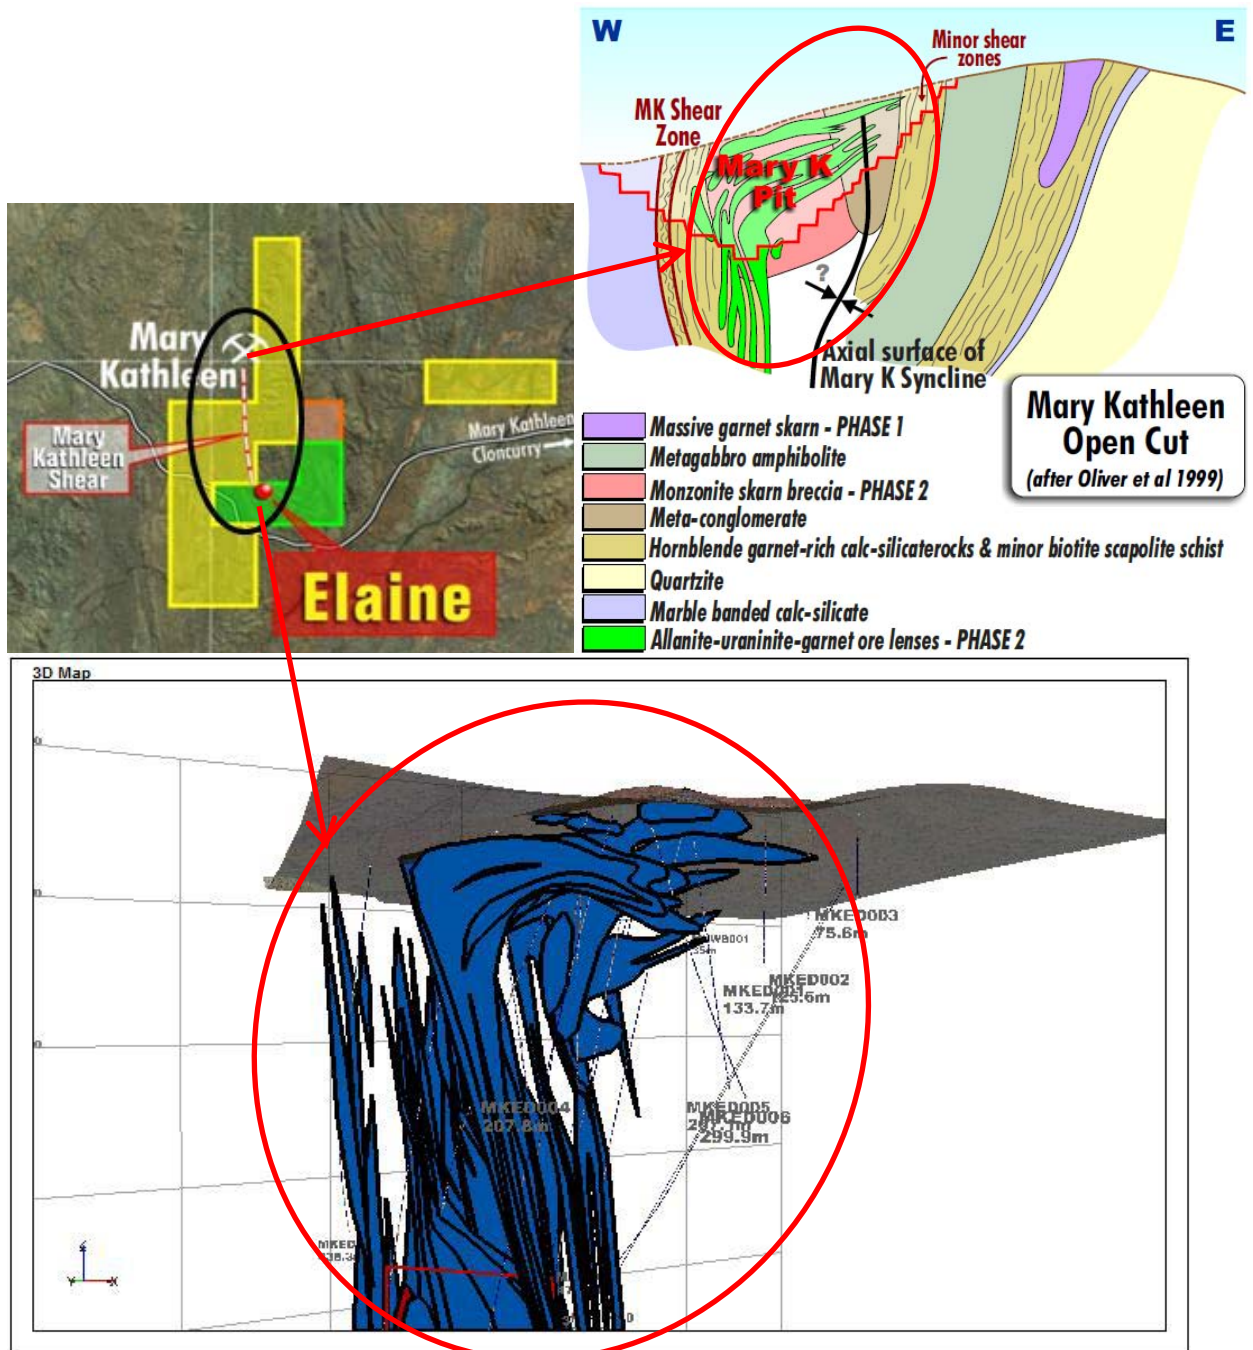 W
E
Minor shear
zones
MK Shear
Zone
Mary K
Pit
?
Axial surface of
Mary K Syncline
Mary Kathleen
Open Cut
(after Oliver et al 1999)
Massive garnet skarn - PHASE 1
Metagabbro amphibolite
Monzonite skarn breccia - PHASE 2
Meta-conglomerate
Hornblende garnet-rich calc-silicaterocks & minor biotite scapolite schist
Quartzite
Marble banded calc-silicate
Allanite-uraninite-garnet ore lenses - PHASE 2
Mary
Kathleen
Mary
Kathleen
Shear
Mary Kathleen
Cloncurry
Elaine
3D Map
MKED003
75.6m
MKED002
125.6m
MKED001
133.7m
MKED004
207.8m
MKED005
MKED006
299.9m